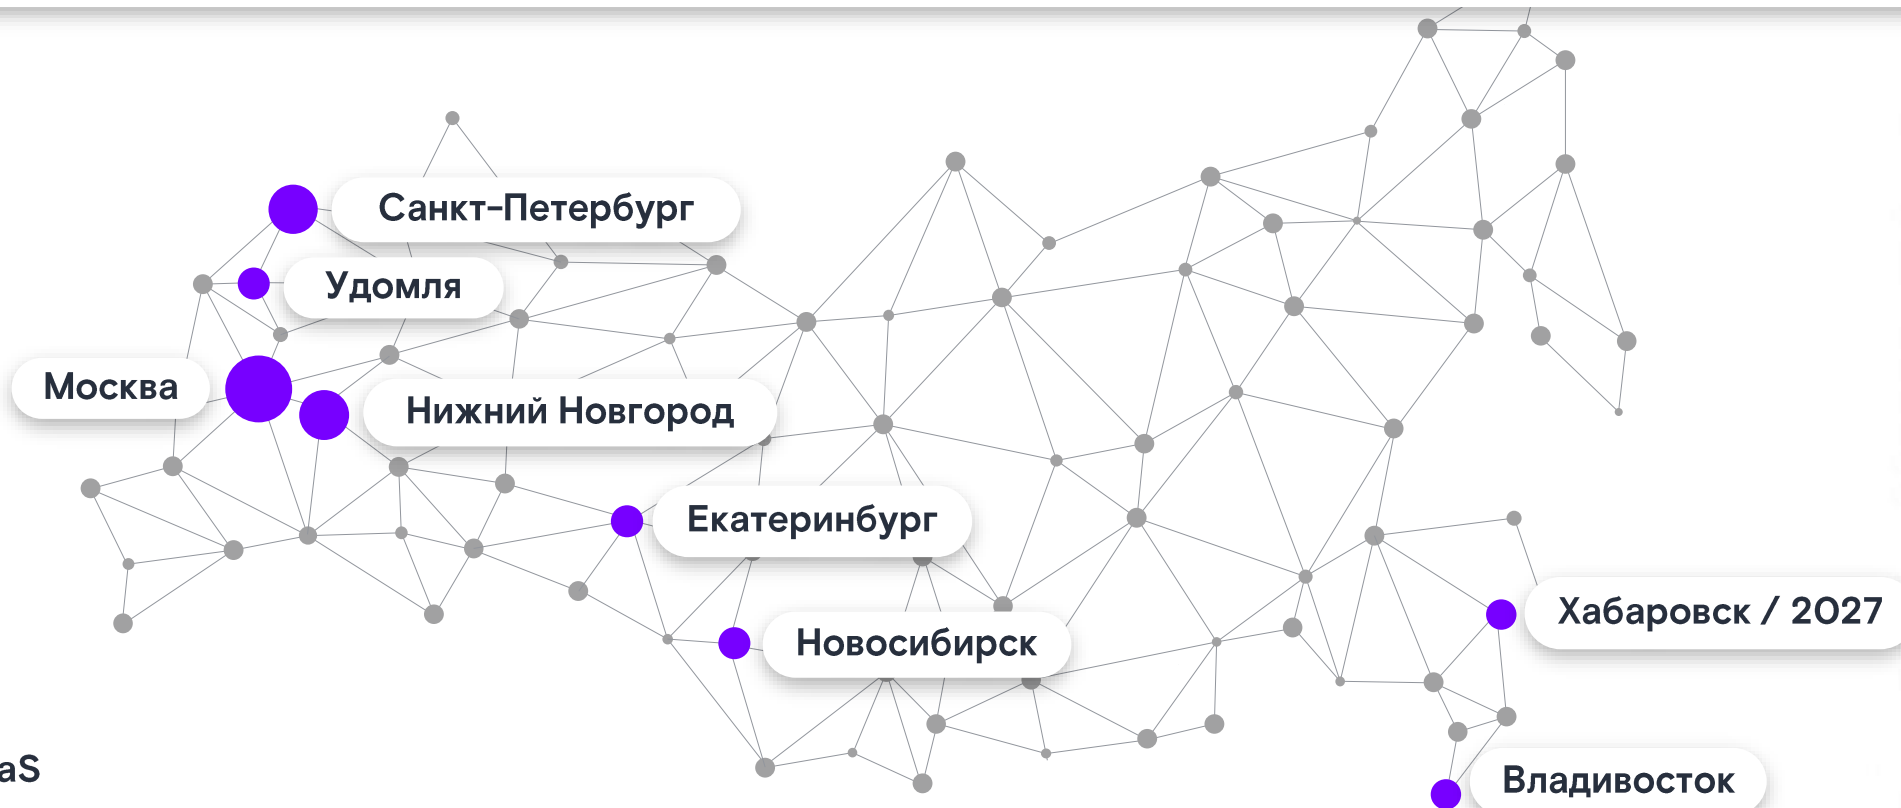 Санкт-Петербург
Удомля
Москва
Нижний Новгород
Екатеринбург
Хабаровск / 2027
Новосибирск
aS
Владивосток